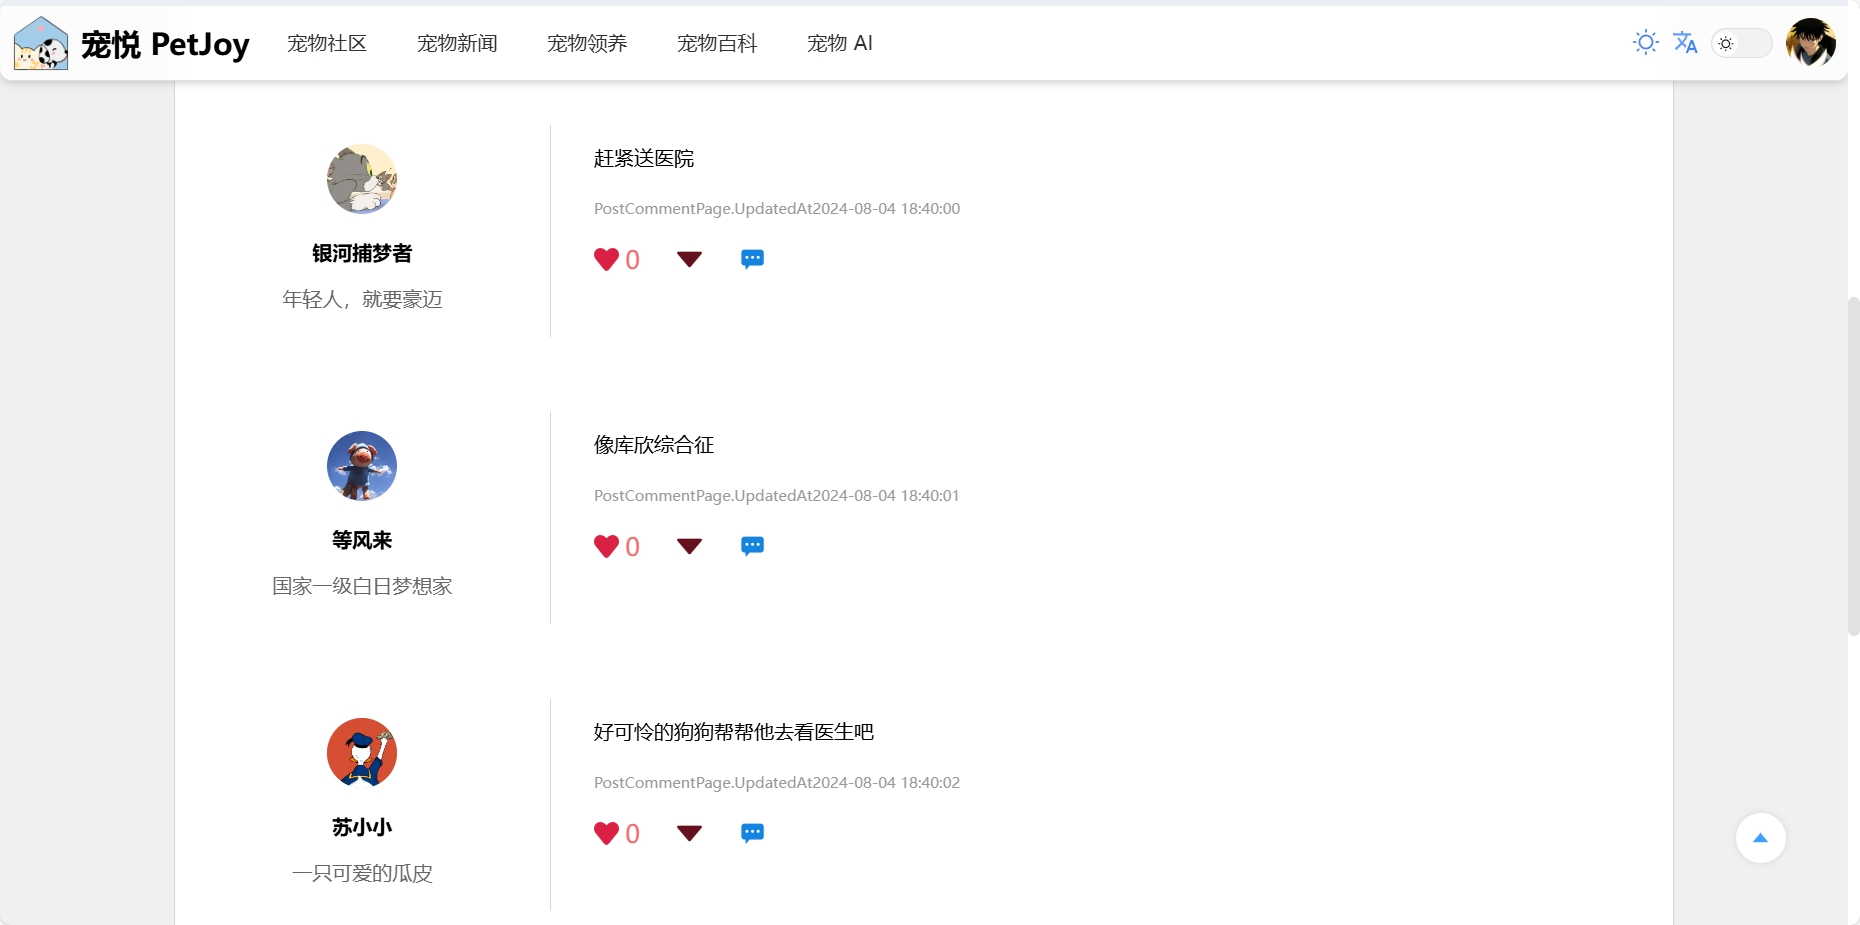 宠悦 PetJoy 宠物社区 宠物新闻 宠物领养 宠物百科 宠物 AI
赶紧送医院
PostCommentPage.UpdatedAt2024-08-04 18:40:00
0
银河捕梦者
年轻人，就要豪迈
像库欣综合征
PostCommentPage.UpdatedAt2024-08-04 18:40:01
0
等风来
国家一级白日梦想家
好可怜的狗狗帮帮他去看医生吧
PostCommentPage.UpdatedAt2024-08-04 18:40:02
0
苏小小
一只可爱的瓜皮